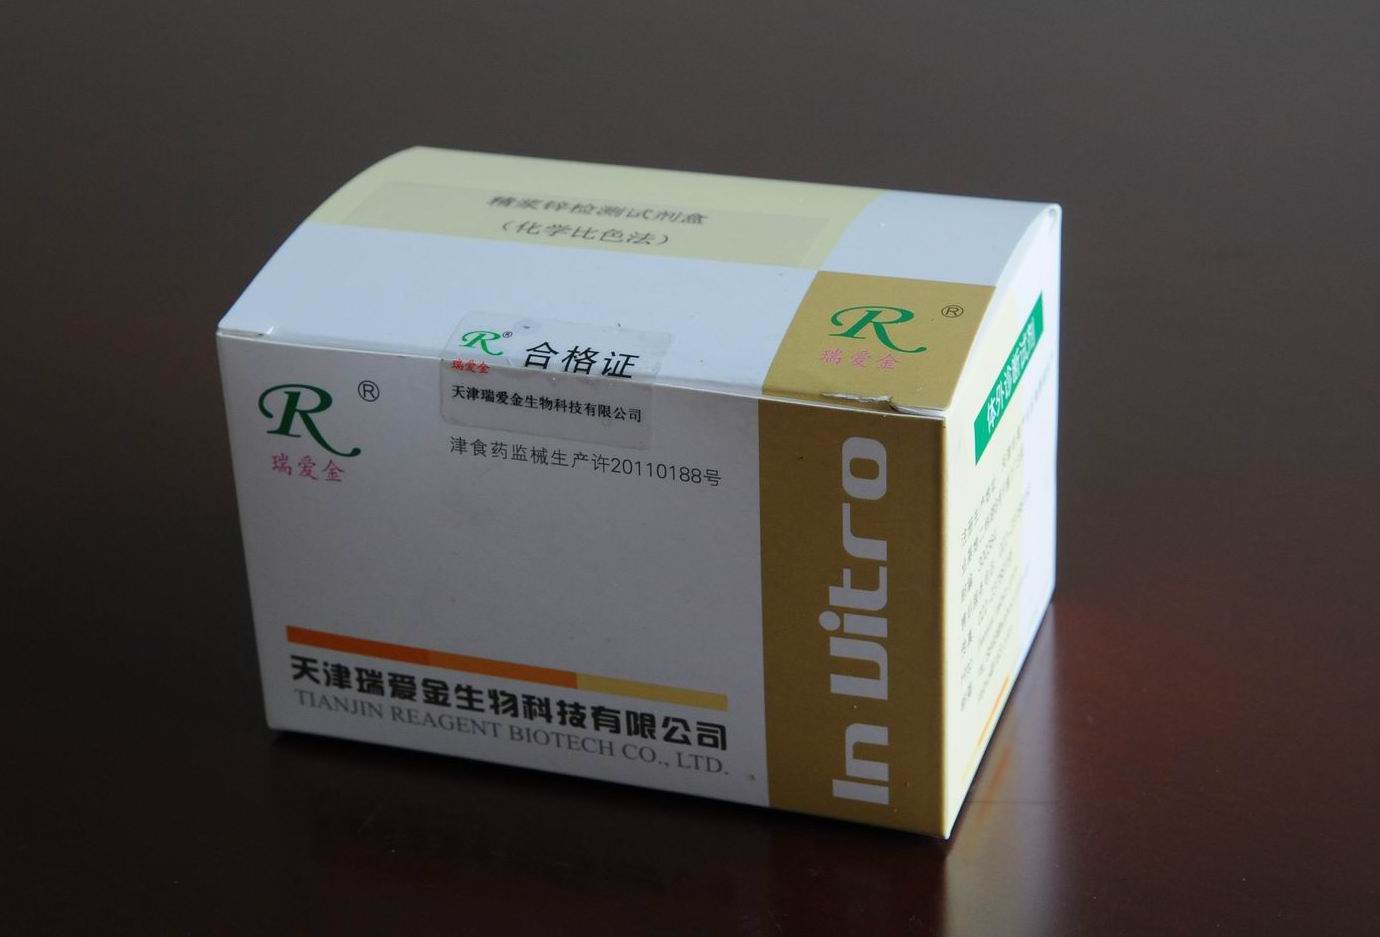 精浆锌检测试剂盒
（化学比色法）
R®
瑞爱金
R®
瑞爱金
合格证
天津瑞爱金生物科技有限公司
R®
瑞爱金
津食药监械生产许20110188号
天津瑞爱金生物科技有限公司
TIANJIN REAGENT BIOTECH CO., LTD.
In Vitro
体外诊断试剂